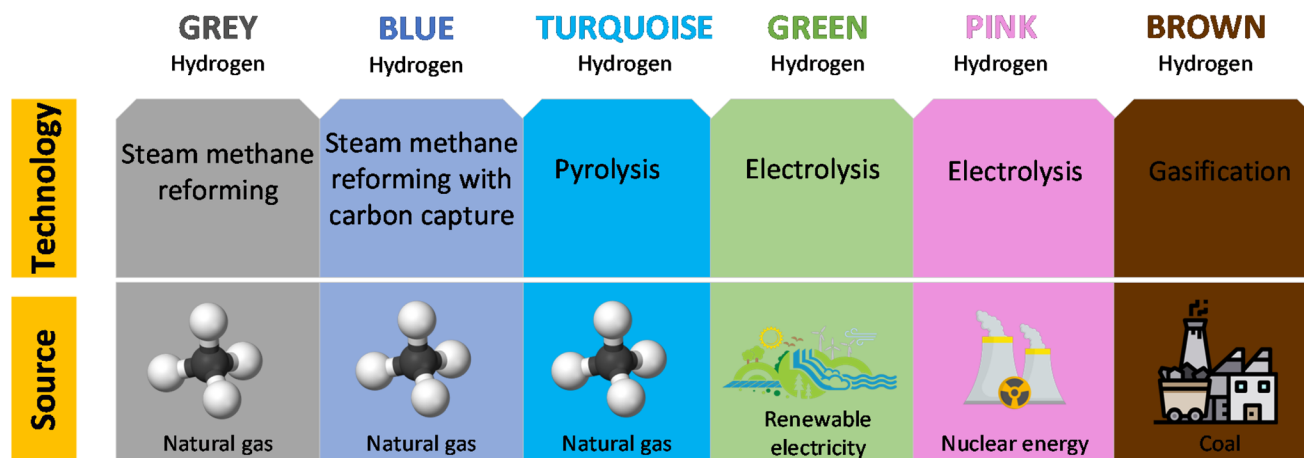 GREY
Hydrogen
BLUE
Hydrogen
TURQUOISE
Hydrogen
GREEN
Hydrogen
PINK
Hydrogen
BROWN
Hydrogen
Technology
Steam methane
reforming
Steam methane
reforming with
carbon capture
Pyrolysis
Electrolysis
Electrolysis
Gasification
Source
Natural gas
Natural gas
Natural gas
Renewable
electricity
Nuclear energy
Coal